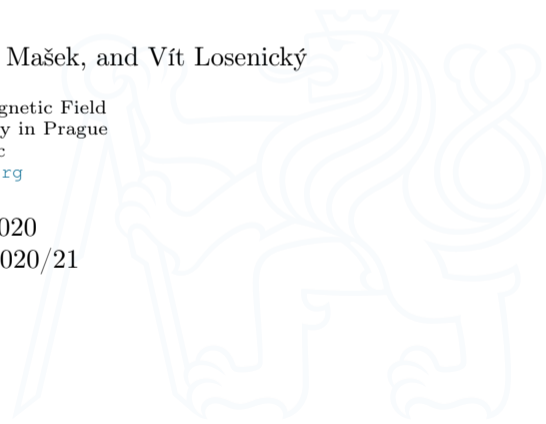 Mašek, and Vít Losenický
gnetic Field
y in Prague
c
rg
020
020/21